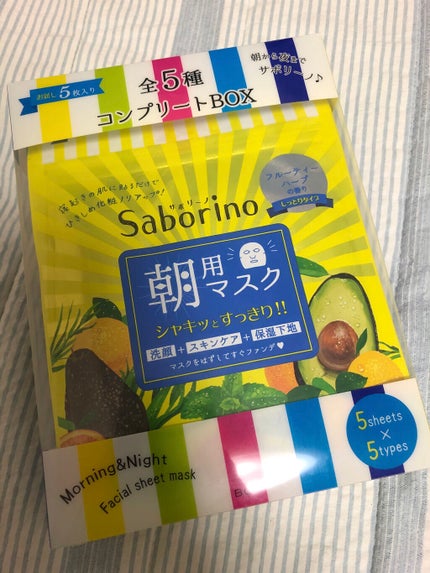 お試し5枚入り
全5種
コンプリートBOX
朝から夜まで
サボリーノ♪
寝起きの肌に貼るだけで
ひきしめ化粧ノリアップ!
フルーティー
ハーブ
の香り
しっとりタイプ
サボリーノ
Saborino
朝用マスク
シャキッとすっきり!!
洗顔+スキンケア+保湿下地
マスクをはずしてすぐファンデ♥
5sheets
×
5types
Morning&Night
Facial sheet mask